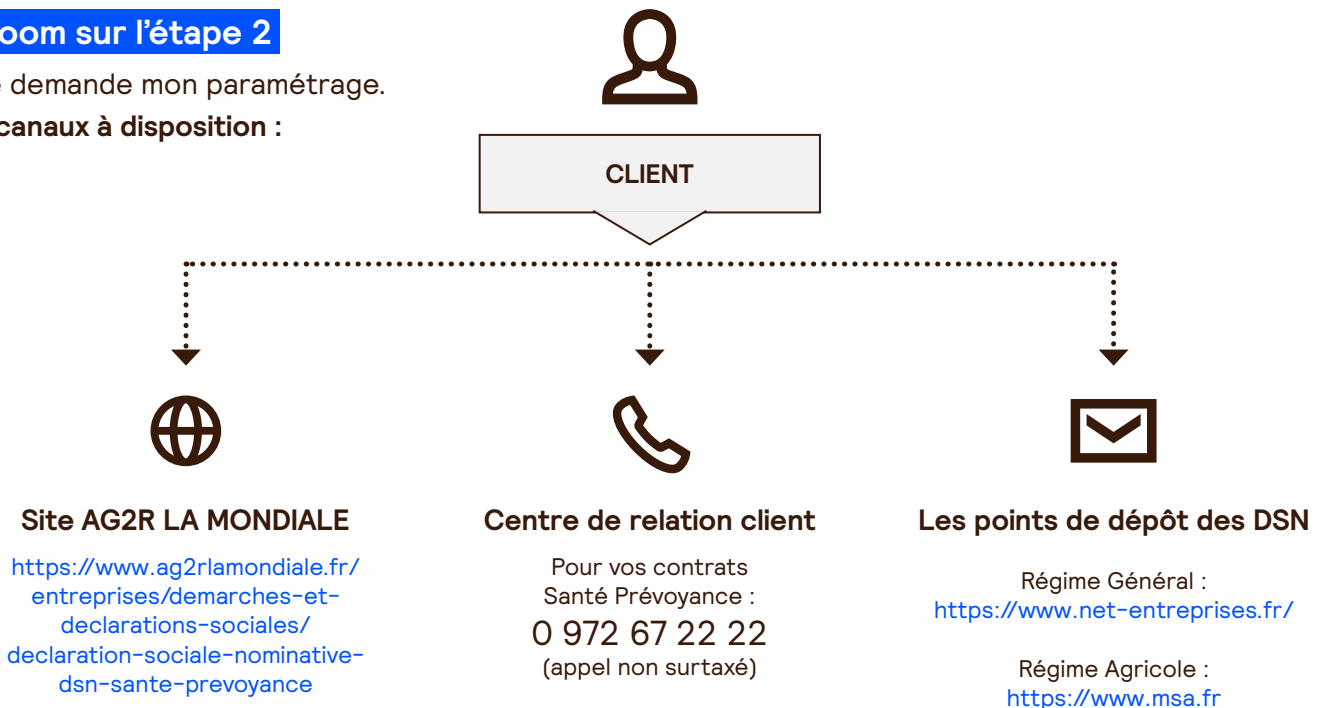 oom sur l’étape 2
demande mon paramétrage.
canaux à disposition :
CLIENT
Site AG2R LA MONDIALE
https://www.ag2rlamondiale.fr/
entreprises/demarches-et-
declarations-sociales/
declaration-sociale-nominative-
dsn-sante-prevoyance
Centre de relation client
Pour vos contrats
Santé Prévoyance :
0 972 67 22 22
(appel non surtaxé)
Les points de dépôt des DSN
Régime Général :
https://www.net-entreprises.fr/
Régime Agricole :
https://www.msa.fr